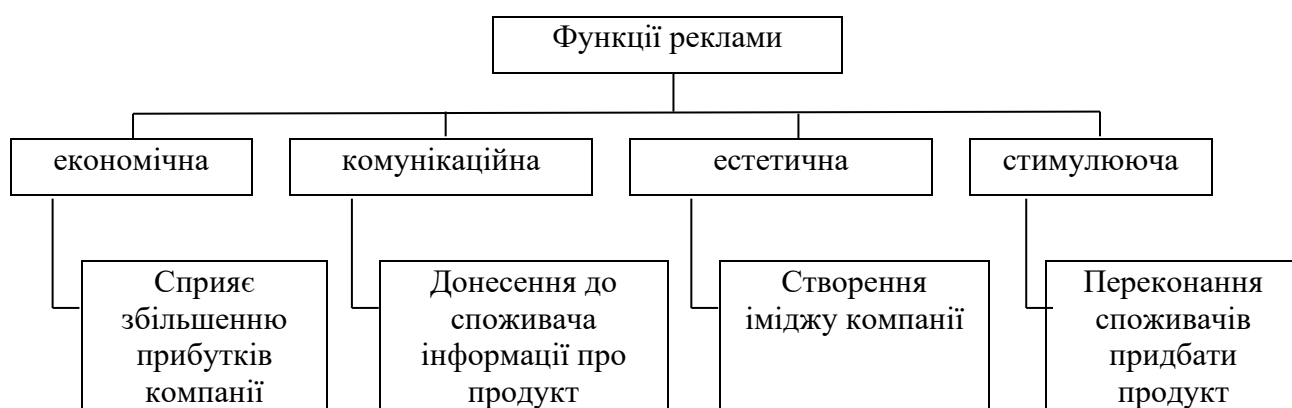 Функції реклами
економічна
комунікаційна
естетична
стимулююча
Сприяє
збільшенню
прибутків
компанії
Донесення до
споживача
інформації про
продукт
Створення
іміджу компанії
Переконання
споживачів
придбати
продукт